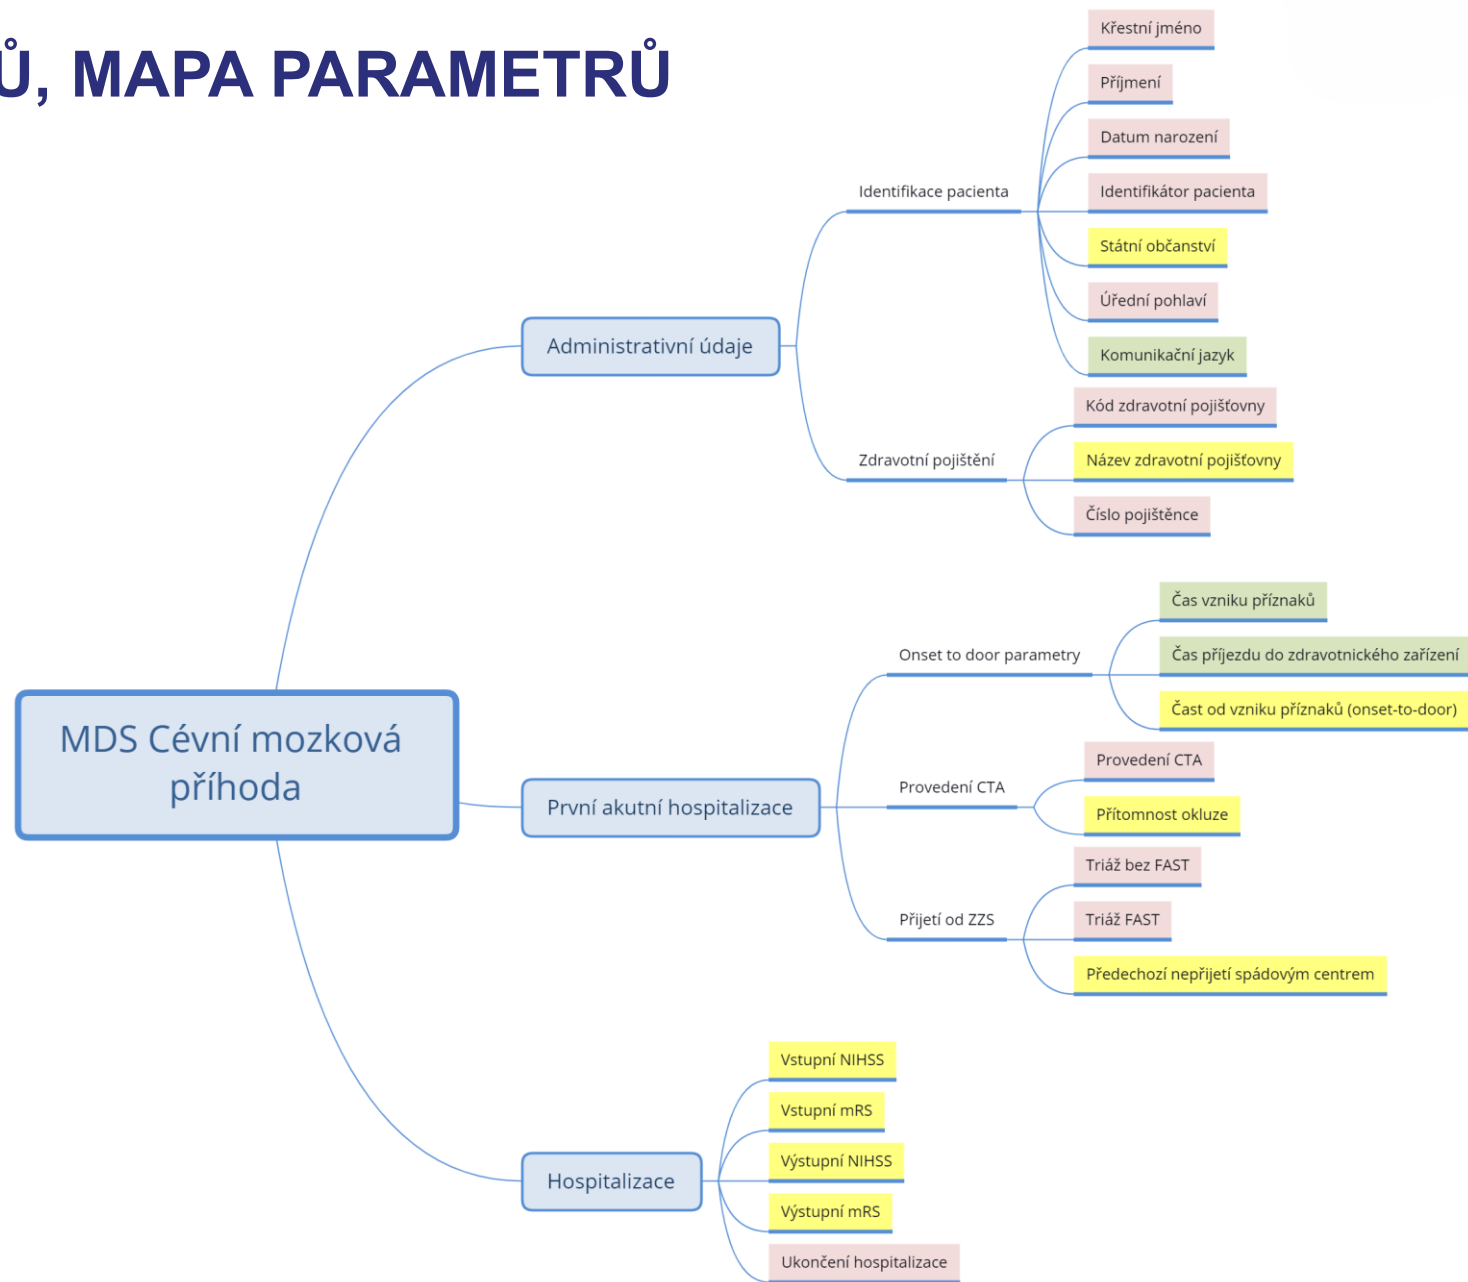 Ů, MAPA PARAMETRŮ
MDS Cévní mozková
příhoda
Administrativní údaje
Identifikace pacienta
Křestní jméno
Příjmení
Datum narození
Identifikátor pacienta
Státní občanství
Úřední pohlaví
Komunikační jazyk
Zdravotní pojištění
Kód zdravotní pojišťovny
Název zdravotní pojišťovny
Číslo pojištěnce
První akutní hospitalizace
Onset to door parametry
Čas vzniku příznaků
Čas příjezdu do zdravotnického zařízení
Část od vzniku příznaků (onset-to-door)
Provedení CTA
Provedení CTA
Přítomnost okluze
Přijetí od ZZS
Triáž bez FAST
Triáž FAST
Předechozí nepřijetí spádovým centrem
Hospitalizace
Vstupní NIHSS
Vstupní mRS
Výstupní NIHSS
Výstupní mRS
Ukončení hospitalizace